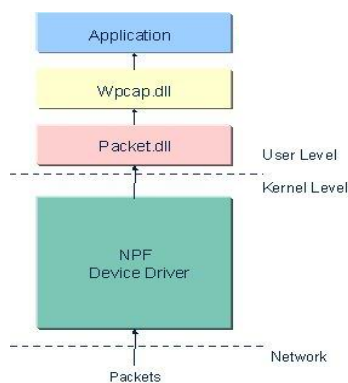 Application
Wpcap.dll
Packet.dll
User Level
Kernel Level
NPF
Device Driver
Network
Packets